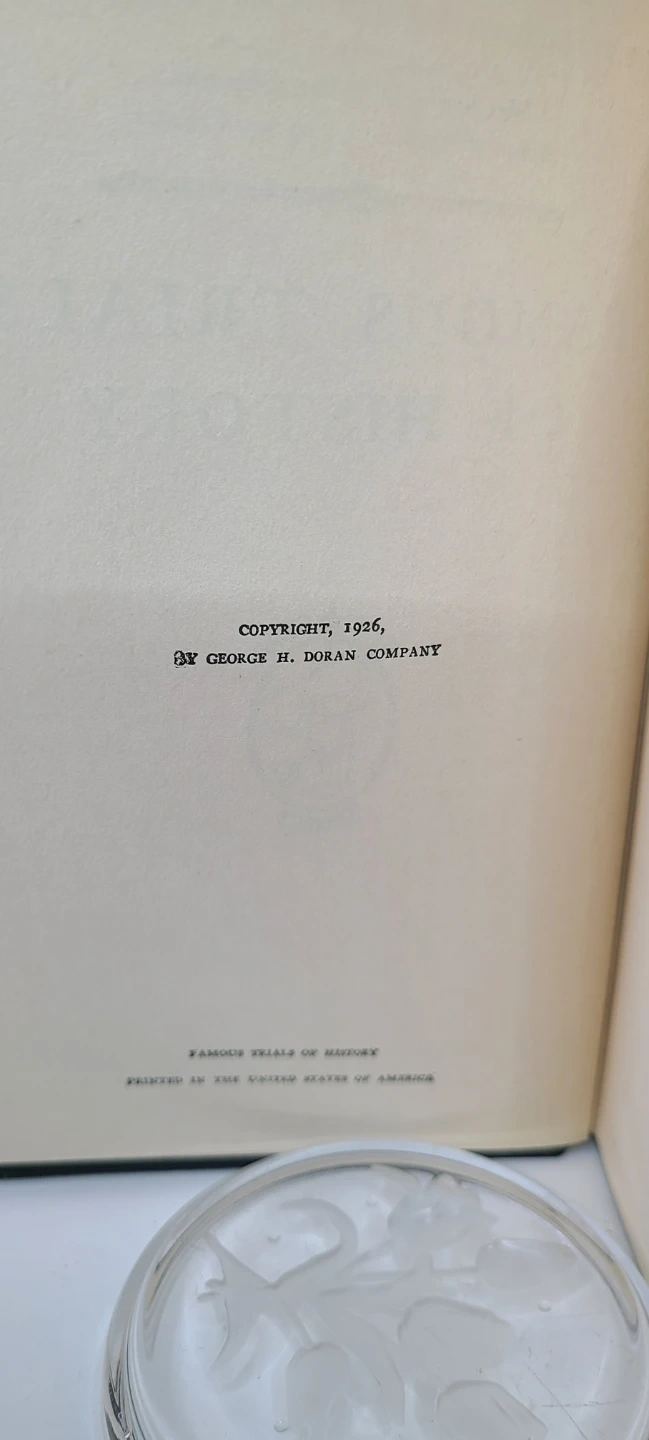 COPYRIGHT, 1926,
BY GEORGE H. DORAN COMPANY
FAMOUS TRIALS OF HISTORY
PRINTED IN THE UNITED STATES OF AMERICA